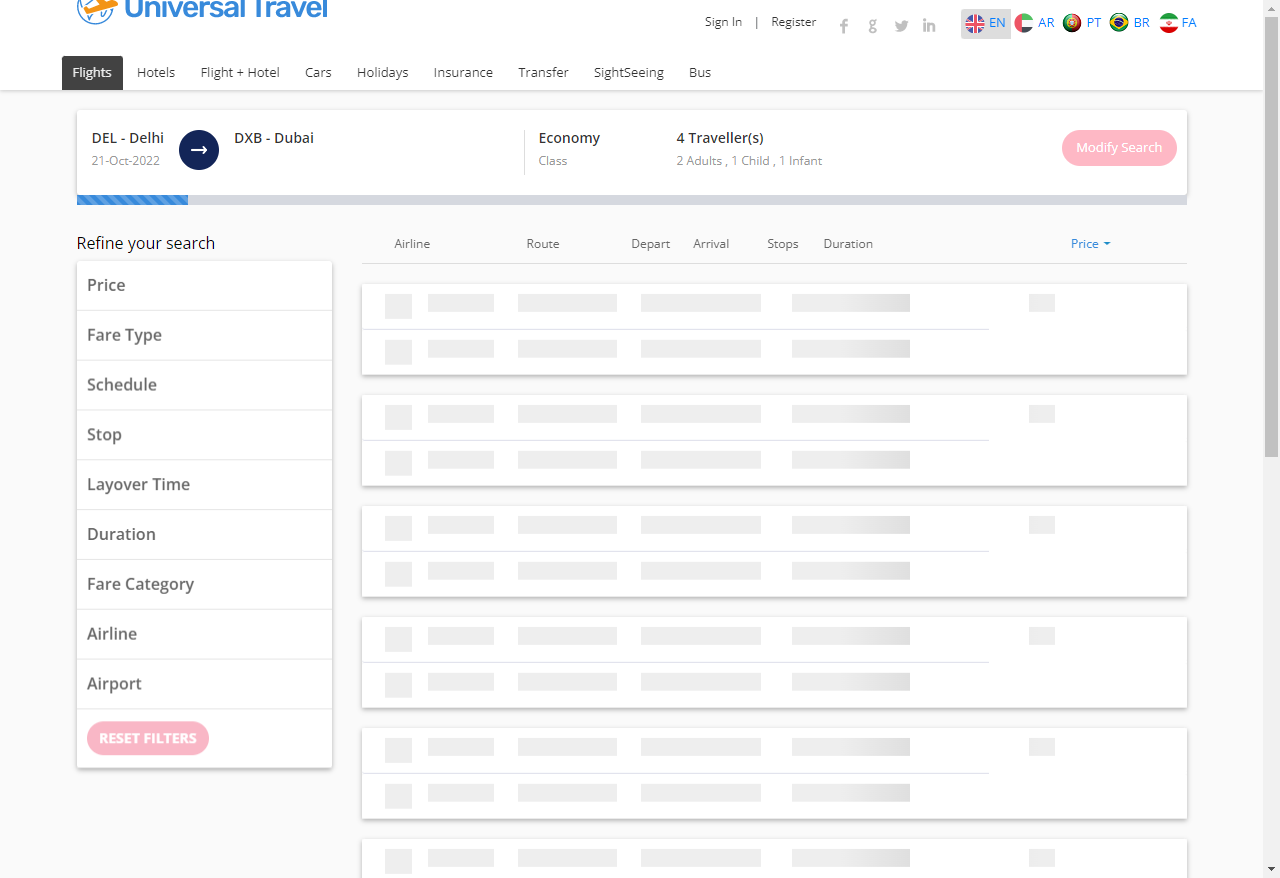 Universal Travel
Sign In | Register
EN AR PT BR FA
Flights Hotels Flight + Hotel Cars Holidays Insurance Transfer SightSeeing Bus
DEL - Delhi
21-Oct-2022
DXB - Dubai
Economy
Class
4 Traveller(s)
2 Adults , 1 Child , 1 Infant
Modify Search
Refine your search
Airline Route Depart Arrival Stops Duration Price
Price
Fare Type
Schedule
Stop
Layover Time
Duration
Fare Category
Airline
Airport
RESET FILTERS